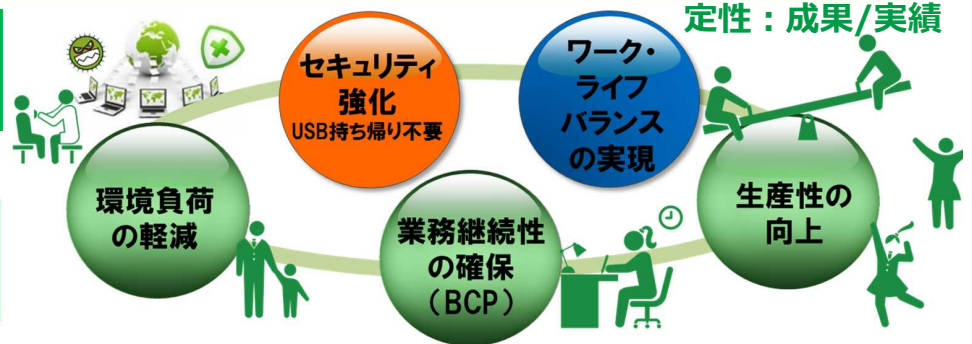 定性：成果/実績
セキュリティ
強化
USB持ち帰り不要
ワーク・
ライフ
バランス
の実現
環境負荷
の軽減
業務継続性
の確保
（BCP）
生産性の
向上